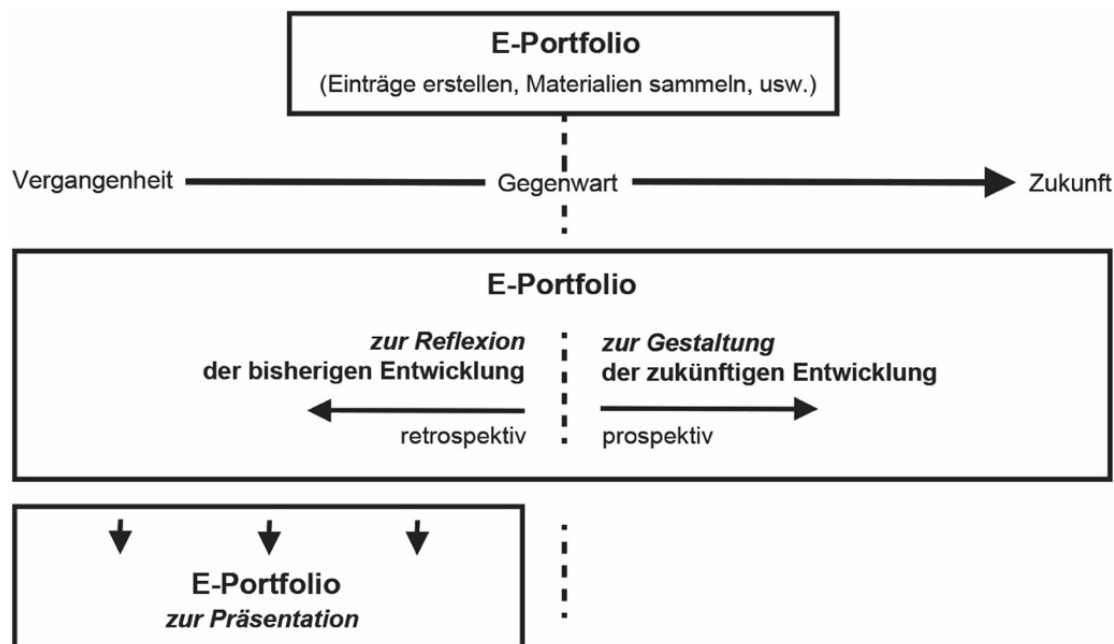 E-Portfolio
(Einträge erstellen, Materialien sammeln, usw.)
Vergangenheit Gegenwart Zukunft
E-Portfolio
zur Reflexion zur Gestaltung
der bisherigen Entwicklung der zukünftigen Entwicklung
retrospektiv prospektiv
E-Portfolio
zur Präsentation